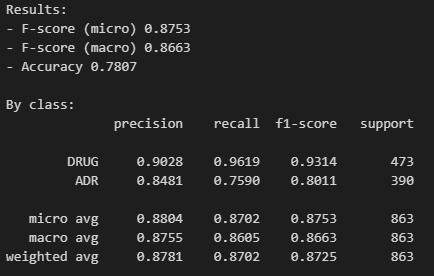 Results:
- F-score (micro) 0.8753
- F-score (macro) 0.8663
- Accuracy 0.7807
By class:
precision recall f1-score support
DRUG 0.9028 0.9619 0.9314 473
ADR 0.8481 0.7590 0.8011 390
micro avg 0.8804 0.8702 0.8753 863
macro avg 0.8755 0.8605 0.8663 863
weighted avg 0.8781 0.8702 0.8725 863